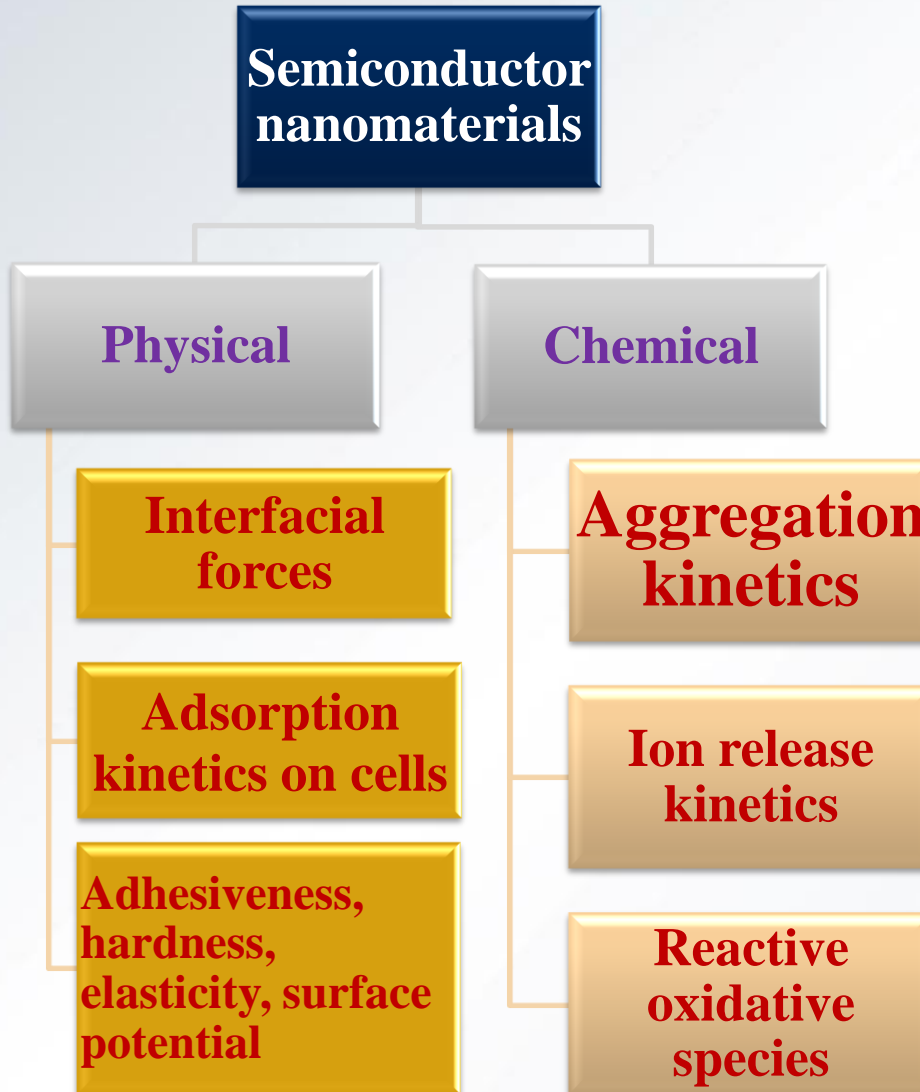 Semiconductor
nanomaterials
Physical
Interfacial
forces
Adsorption
kinetics on cells
Adhesiveness,
hardness,
elasticity, surface
potential
Chemical
Aggregation
kinetics
Ion release
kinetics
Reactive
oxidative
species